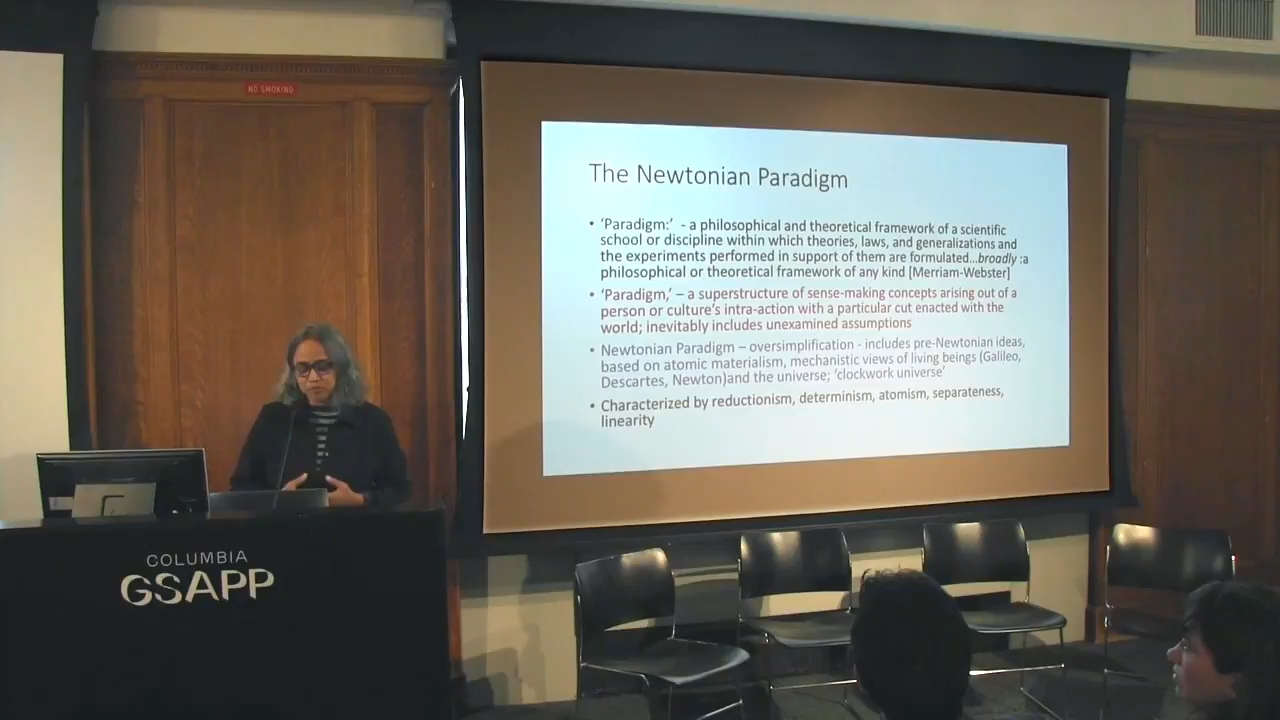 NO SMOKING
The Newtonian Paradigm
• ‘Paradigm:’ - a philosophical and theoretical framework of a scientific
school or discipline within which theories, laws, and generalizations and
the experiments performed in support of them are formulated…broadly :a
philosophical or theoretical framework of any kind [Merriam-Webster]
• ‘Paradigm,’ – a superstructure of sense-making concepts arising out of a
person or culture’s intra-action with a particular cut enacted with the
world; inevitably includes unexamined assumptions
• Newtonian Paradigm – oversimplification - includes pre-Newtonian ideas,
based on atomic materialism, mechanistic views of living beings (Galileo,
Descartes, Newton)and the universe; ‘clockwork universe’
• Characterized by reductionism, determinism, atomism, separateness,
linearity
COLUMBIA
GSAPP